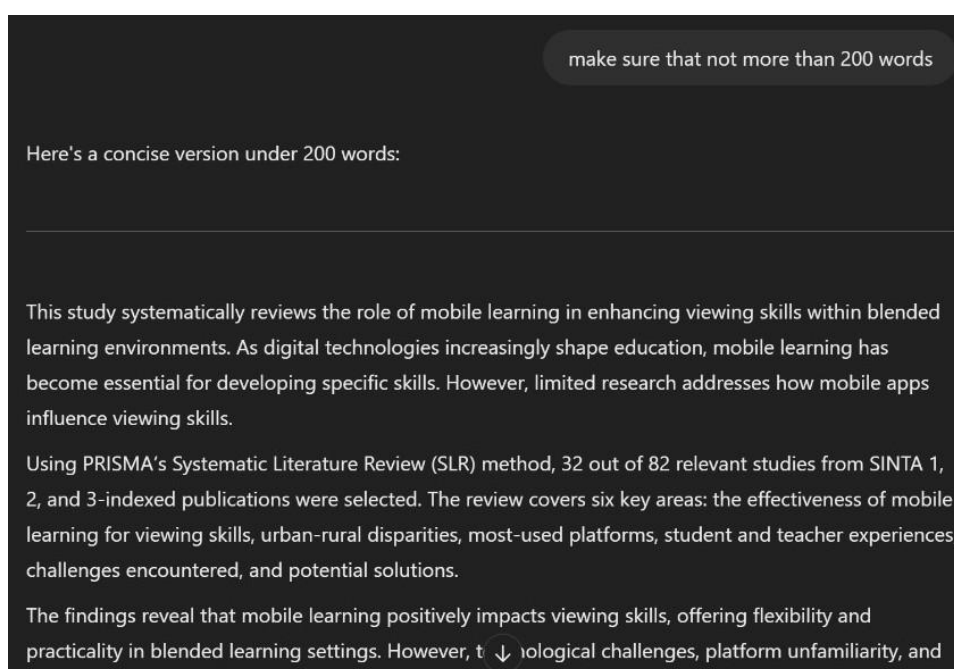 make sure that not more than 200 words
Here's a concise version under 200 words:
This study systematically reviews the role of mobile learning in enhancing viewing skills within blended
learning environments. As digital technologies increasingly shape education, mobile learning has
become essential for developing specific skills. However, limited research addresses how mobile apps
influence viewing skills.
Using PRISMA's Systematic Literature Review (SLR) method, 32 out of 82 relevant studies from SINTA 1,
2, and 3-indexed publications were selected. The review covers six key areas: the effectiveness of mobile
learning for viewing skills, urban-rural disparities, most-used platforms, student and teacher experiences
challenges encountered, and potential solutions.
The findings reveal that mobile learning positively impacts viewing skills, offering flexibility and
practicality in blended learning settings. However, challenges, platform unfamiliarity, and